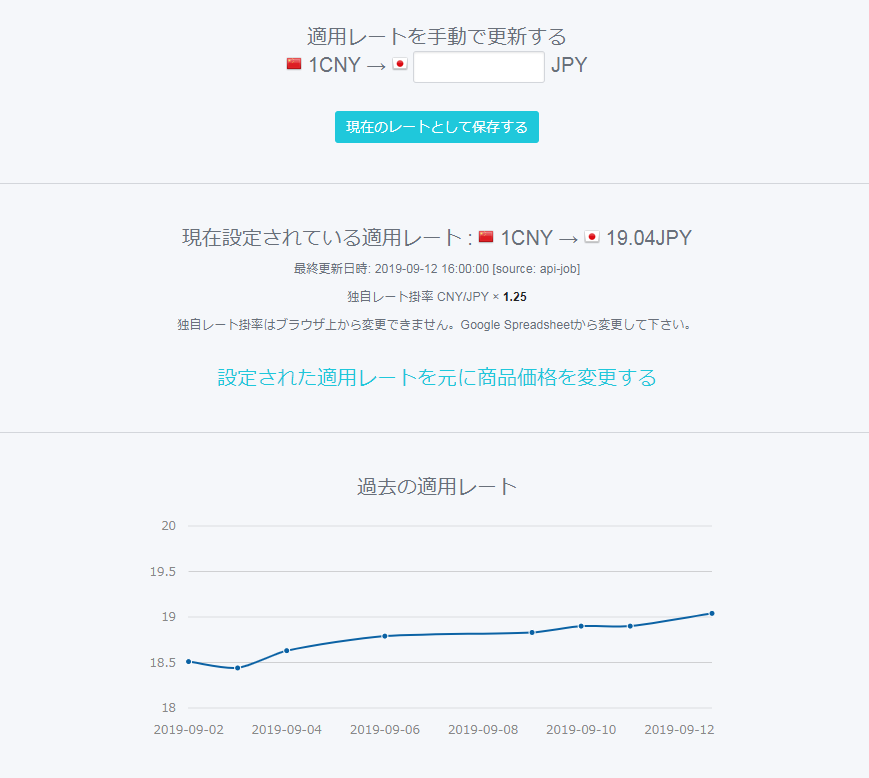 適用レートを手動で更新する
1CNY → JPY
現在のレートとして保存する
現在設定されている適用レート : 1CNY → 19.04JPY
最終更新日時: 2019-09-12 16:00:00 [source: api-job]
独自レート掛率 CNY/JPY × 1.25
独自レート掛率はブラウザ上から変更できません。Google Spreadsheetから変更して下さい。
設定された適用レートを元に商品価格を変更する
過去の適用レート
20
19.5
19
18.5
18
2019-09-02 2019-09-04 2019-09-06 2019-09-08 2019-09-10 2019-09-12